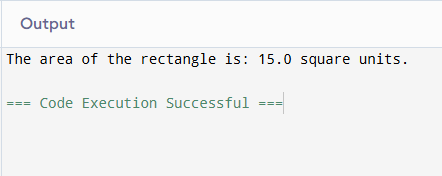 Output
The area of the rectangle is: 15.0 square units.
=== Code Execution Successful ===